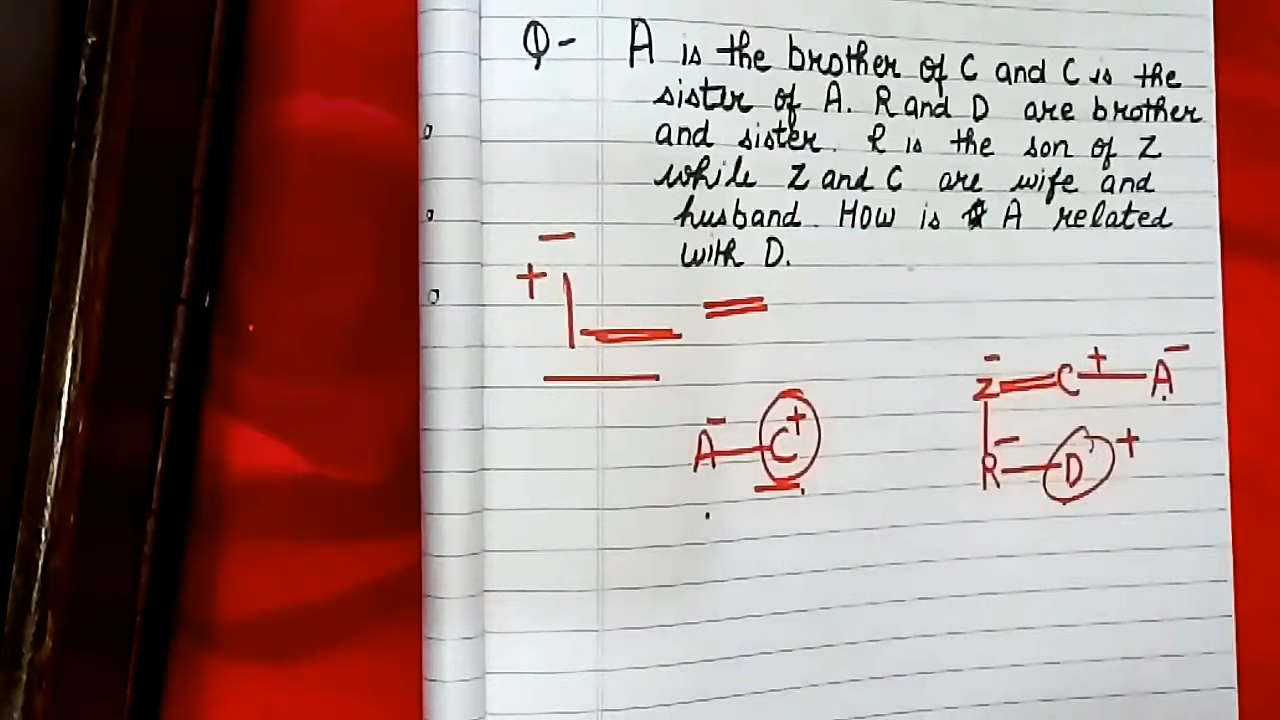 Q- A is the brother of C and C is the
sister of A. R and D are brother
and sister. R is the son of Z
while Z and C are wife and
husband. How is A related
with D.
-
+
=
Z- = C + - A-
A- - C+
R- - D +